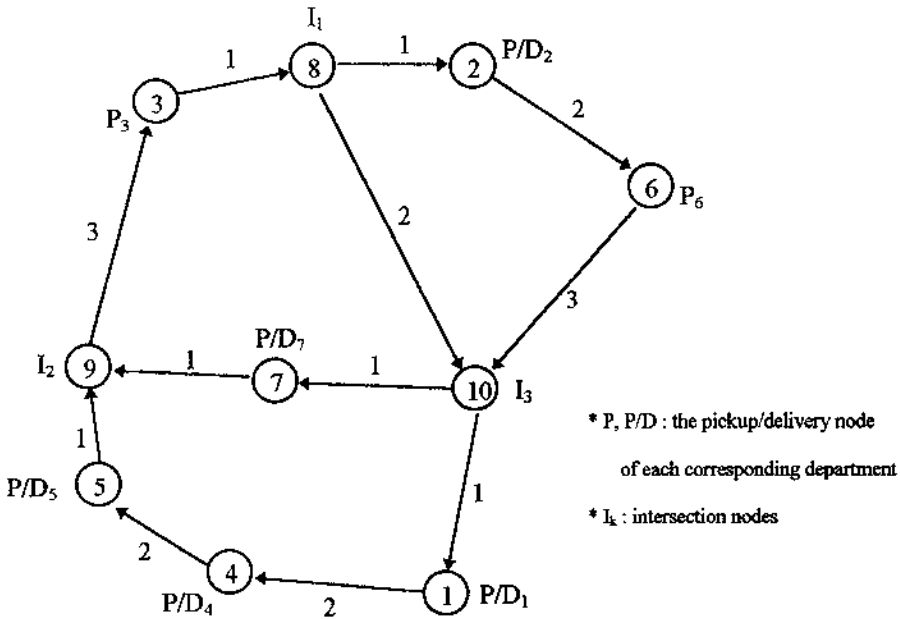 I₁
1
1
P/D₂
8
2
3
P₃
2
6
P₆
2
3
3
P/D₇
I₂
9
1
7
1
10
I₃
* P, P/D : the pickup/delivery node
of each corresponding department
* Iₖ : intersection nodes
1
P/D₅
5
1
2
4
P/D₄
2
1
P/D₁